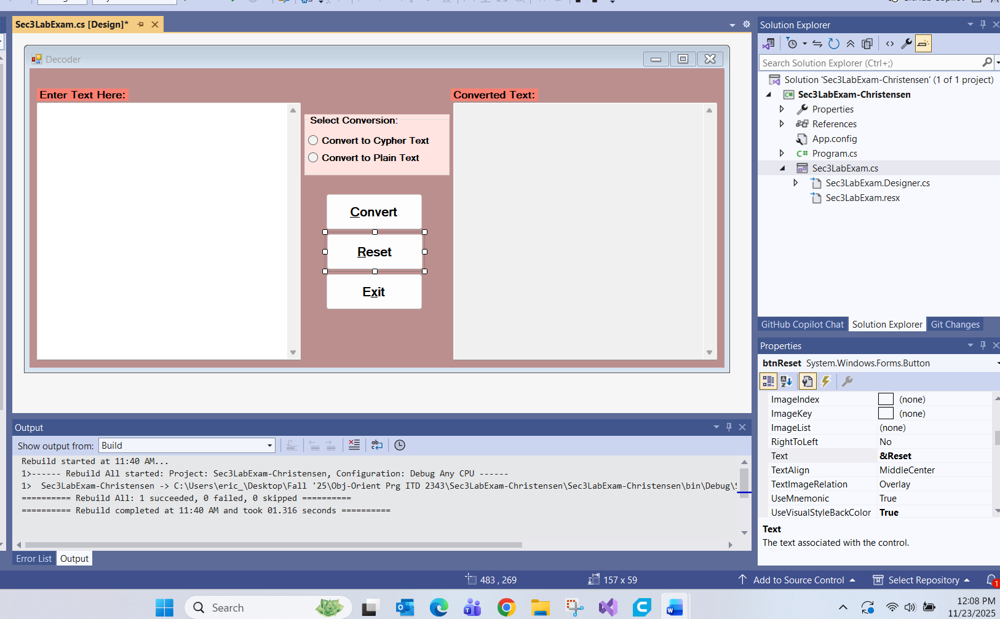 Sec3LabExam.cs [Design]*
Decoder
Enter Text Here:
Select Conversion:
Convert to Cypher Text
Convert to Plain Text
Convert
Reset
Exit
Converted Text:
Output
Show output from: Build
Rebuild started at 11:40 AM...
1>------ Rebuild All started: Project: Sec3LabExam-Christensen, Configuration: Debug Any CPU ------
1>  Sec3LabExam-Christensen -> C:\Users\eric_\Desktop\Fall '25\Obj-Orient Prg ITD 2343\Sec3LabExam-Christensen\Sec3LabExam-Christensen\bin\Debug\
========== Rebuild All: 1 succeeded, 0 failed, 0 skipped ==========
========== Rebuild completed at 11:40 AM and took 01.316 seconds ==========
Error List Output
Solution Explorer
Search Solution Explorer (Ctrl+;)
Solution 'Sec3LabExam-Christensen' (1 of 1 project)
C# Sec3LabExam-Christensen
Properties
References
App.config
C# Program.cs
Sec3LabExam.cs
Sec3LabExam.Designer.cs
Sec3LabExam.resx
GitHub Copilot Chat Solution Explorer Git Changes
Properties
btnReset System.Windows.Forms.Button
ImageIndex (none)
ImageKey (none)
ImageList (none)
RightToLeft No
Text &Reset
TextAlign MiddleCenter
TextImageRelation Overlay
UseMnemonic True
UseVisualStyleBackColor True
Text
The text associated with the control.
483 , 269 157 x 59 Add to Source Control Select Repository 1
Search
12:08 PM
11/23/2025